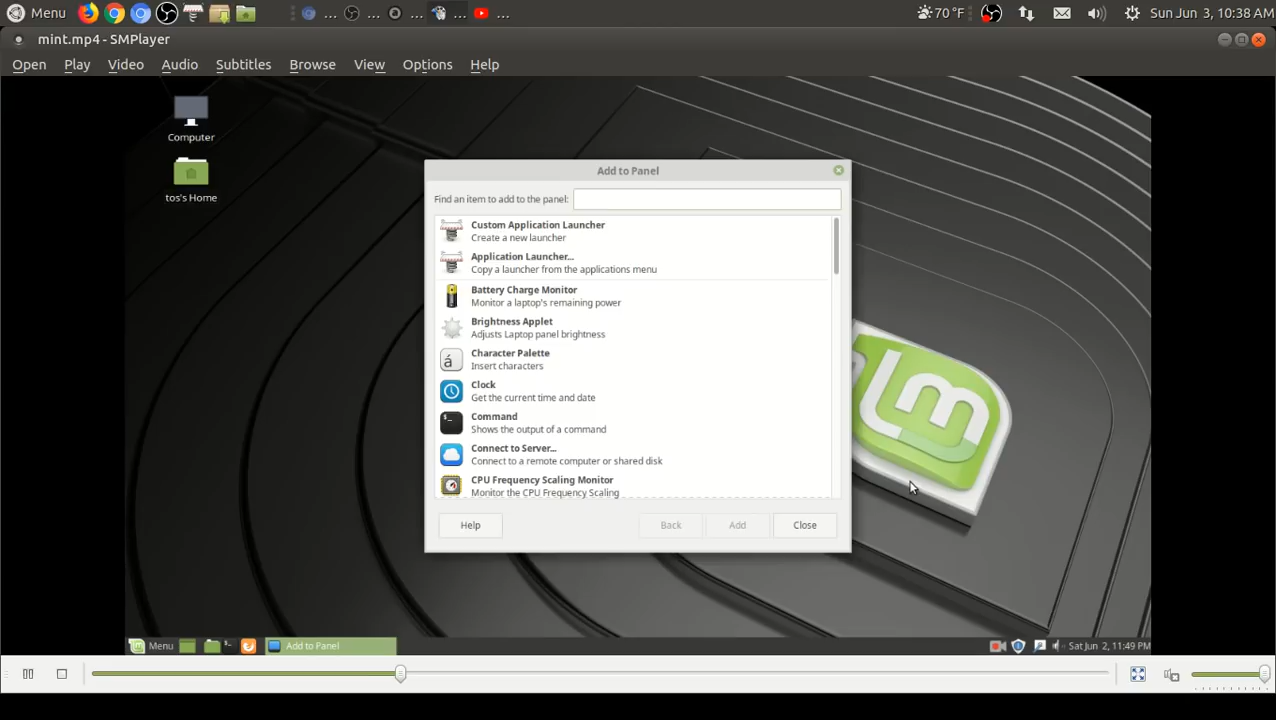 Menu ... ... ... ... ... 70 °F Sun Jun 3, 10:38 AM
mint.mp4 - SMPlayer
Open Play Video Audio Subtitles Browse View Options Help
Computer
tos's Home
Add to Panel
Find an item to add to the panel:
Custom Application Launcher
Create a new launcher
Application Launcher...
Copy a launcher from the applications menu
Battery Charge Monitor
Monitor a laptop's remaining power
Brightness Applet
Adjusts Laptop panel brightness
á
Character Palette
Insert characters
Clock
Get the current time and date
Command
Shows the output of a command
Connect to Server...
Connect to a remote computer or shared disk
CPU Frequency Scaling Monitor
Monitor the CPU Frequency Scaling
Help Back Add Close
Menu Add to Panel Sat Jun 2, 11:49 PM